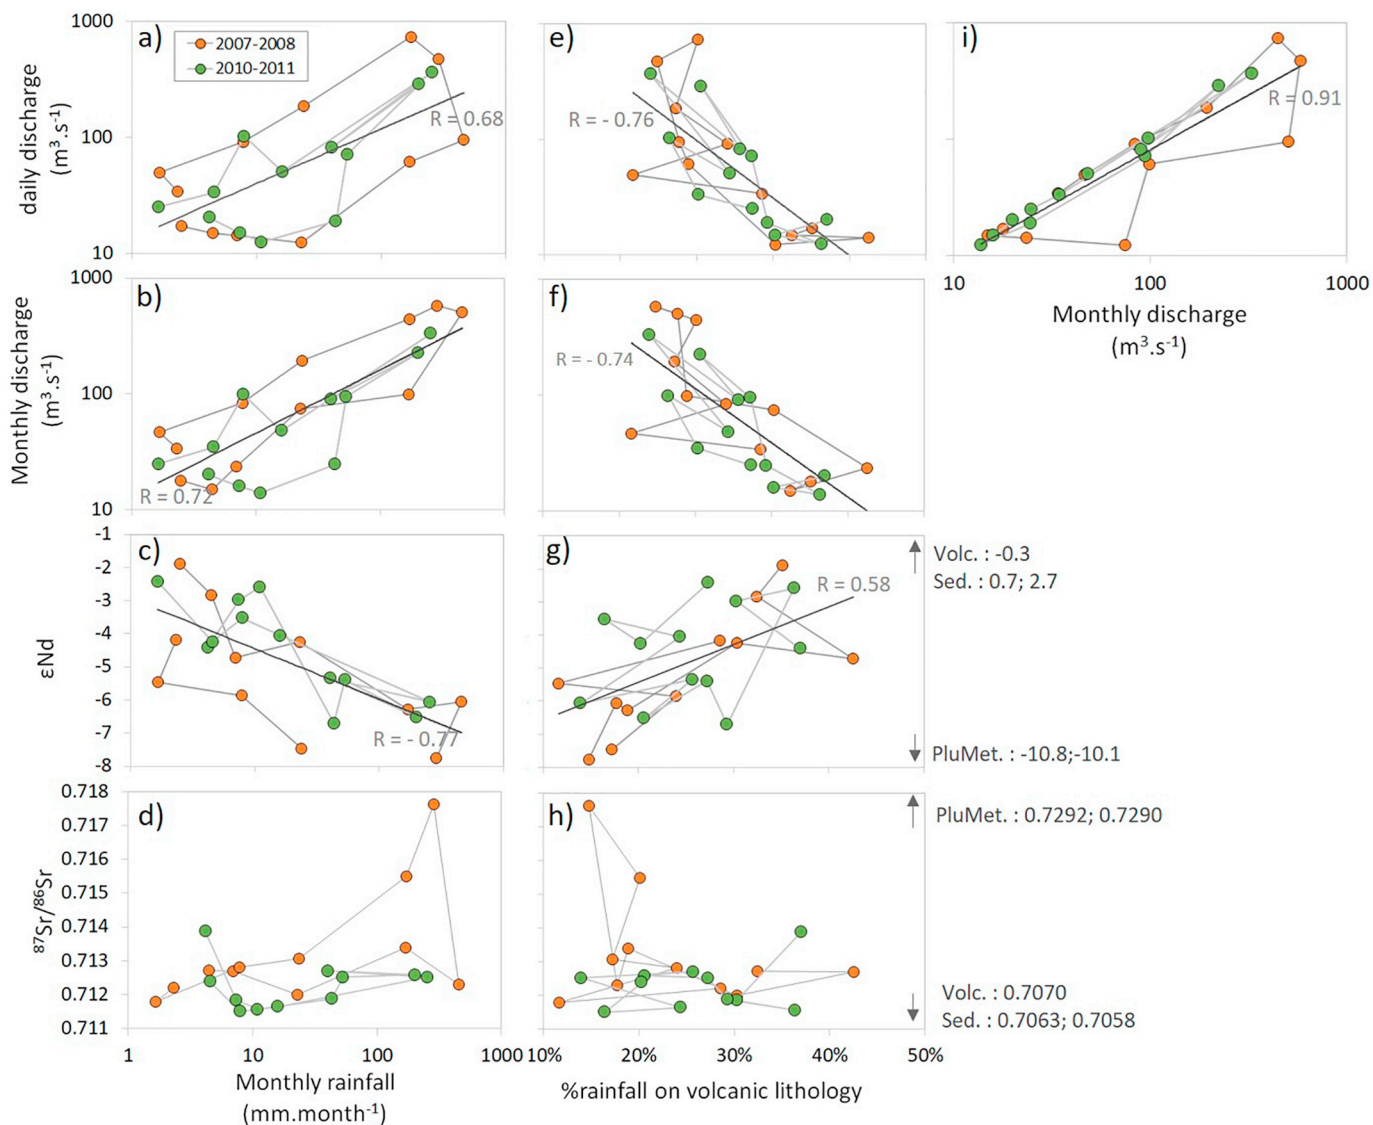 a)
2007-2008
2010-2011
1000
100
10
daily discharge
(m³.s⁻¹)
R = 0.68
e)
R = - 0.76
i)
R = 0.91
10
100
1000
Monthly discharge
(m³.s⁻¹)
b)
1000
100
10
Monthly discharge
(m³.s⁻¹)
R = 0.72
f)
R = - 0.74
c)
-1
-2
-3
-4
-5
-6
-7
-8
εNd
R = - 0.77
g)
R = 0.58
Volc. : -0.3
Sed. : 0.7; 2.7
PluMet. : -10.8;-10.1
d)
0.718
0.717
0.716
0.715
0.714
0.713
0.712
0.711
⁸⁷Sr/⁸⁶Sr
1
10
100
1000
Monthly rainfall
(mm.month⁻¹)
h)
PluMet. : 0.7292; 0.7290
Volc. : 0.7070
Sed. : 0.7063; 0.7058
10%
20%
30%
40%
50%
%rainfall on volcanic lithology